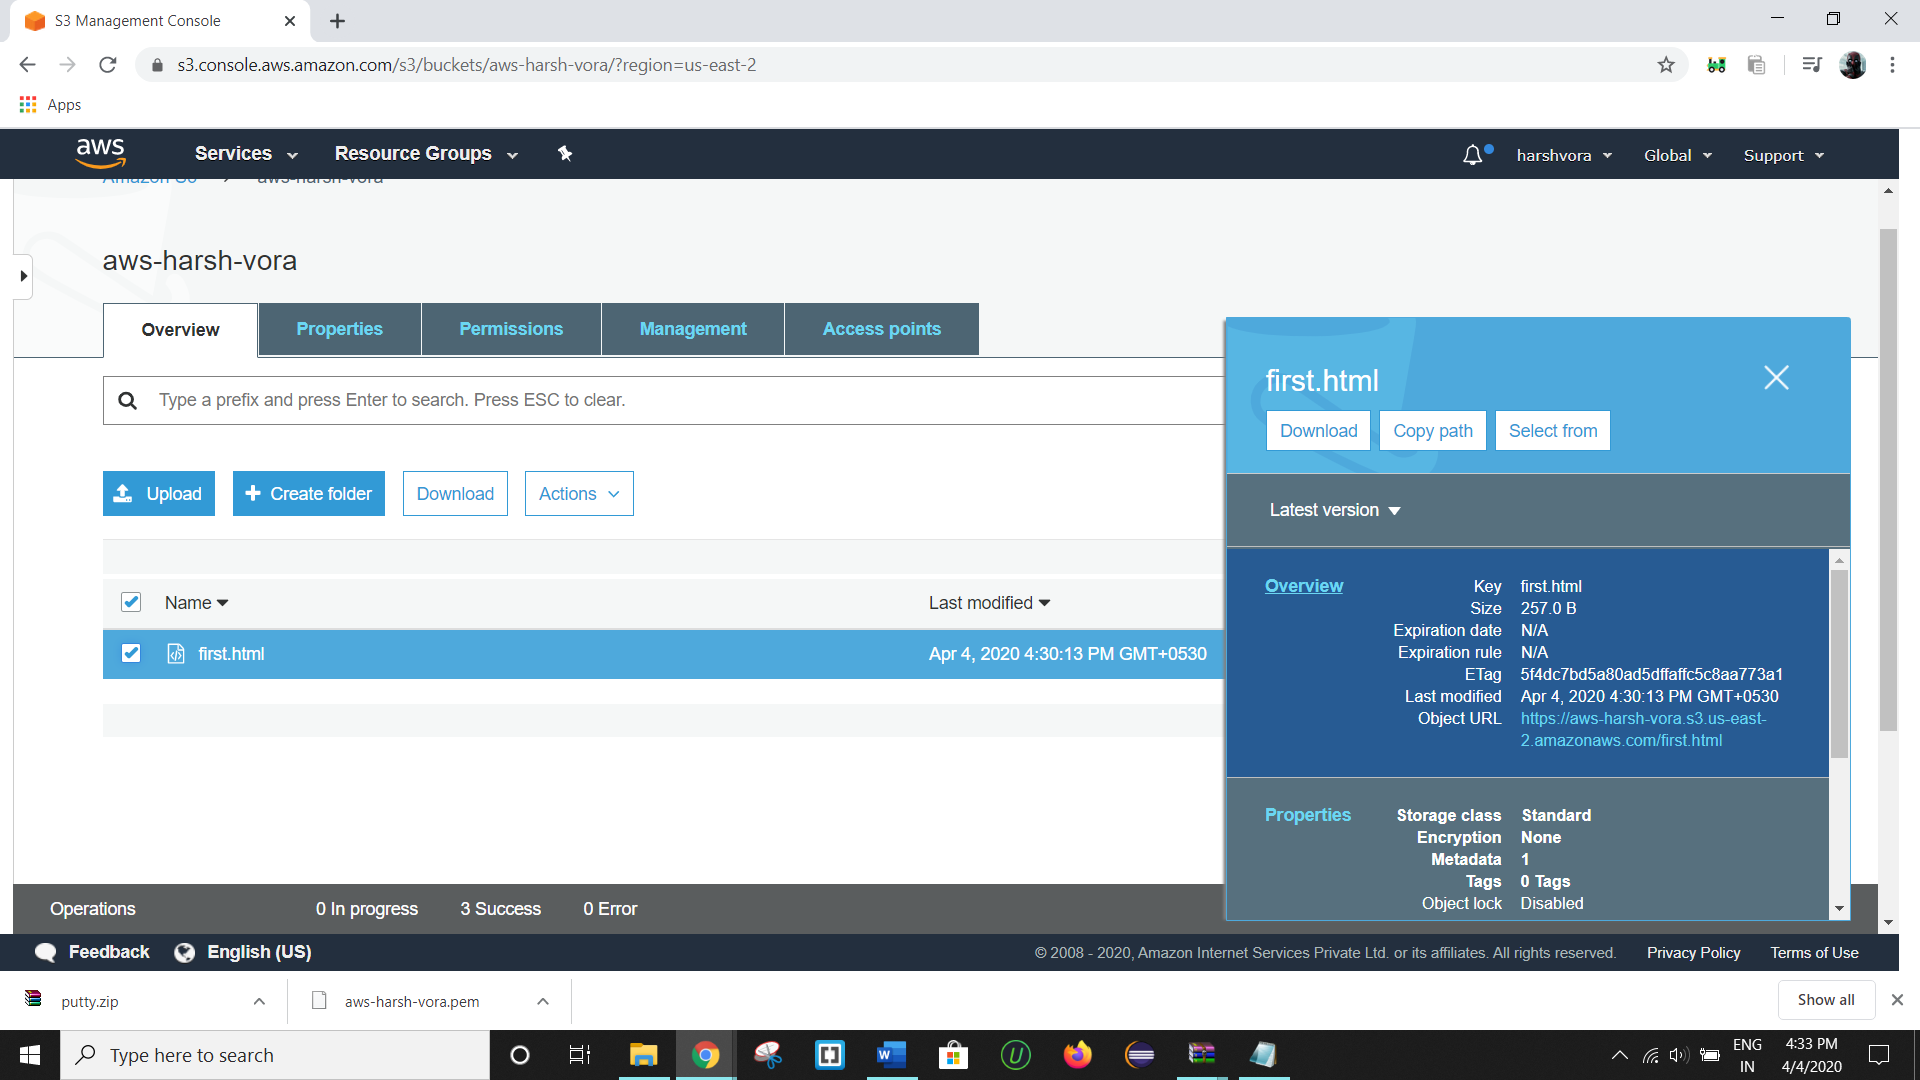 S3 Management Console
s3.console.aws.amazon.com/s3/buckets/aws-harsh-vora/?region=us-east-2
Apps
aws
Services
Resource Groups
harshvora
Global
Support
Amazon S3
aws-harsh-vora
aws-harsh-vora
Overview
Properties
Permissions
Management
Access points
Type a prefix and press Enter to search. Press ESC to clear.
Upload
Create folder
Download
Actions
Name
Last modified
first.html
Apr 4, 2020 4:30:13 PM GMT+0530
first.html
Download
Copy path
Select from
Latest version
Overview
Key first.html
Size 257.0 B
Expiration date N/A
Expiration rule N/A
ETag 5f4dc7bd5a80ad5dffaffc5c8aa773a1
Last modified Apr 4, 2020 4:30:13 PM GMT+0530
Object URL https://aws-harsh-vora.s3.us-east-
2.amazonaws.com/first.html
Properties
Storage class Standard
Encryption None
Metadata 1
Tags 0 Tags
Object lock Disabled
Operations
0 In progress
3 Success
0 Error
Feedback
English (US)
© 2008 - 2020, Amazon Internet Services Private Ltd. or its affiliates. All rights reserved.
Privacy Policy
Terms of Use
putty.zip
aws-harsh-vora.pem
Show all
Type here to search
W
U
ENG
IN
4:33 PM
4/4/2020